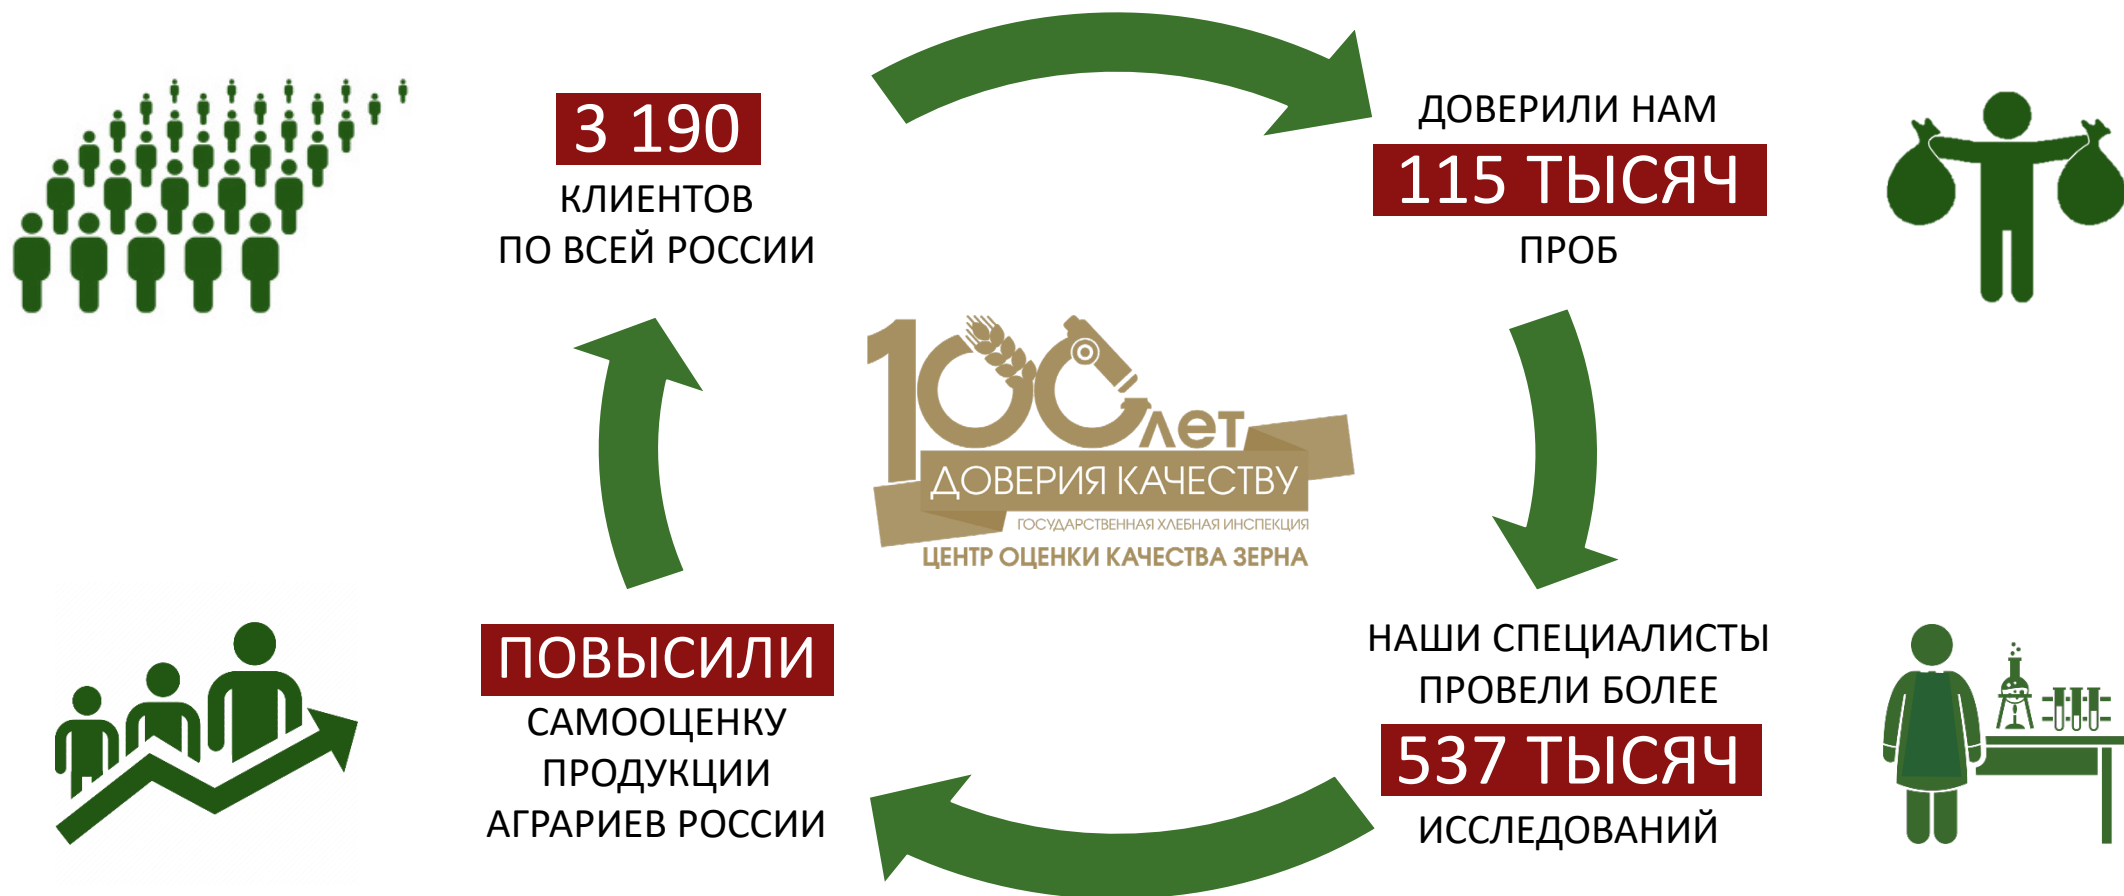 3 190
КЛИЕНТОВ
ПО ВСЕЙ РОССИИ
ДОВЕРИЛИ НАМ
115 ТЫСЯЧ
ПРОБ
100 лет
ДОВЕРИЯ КАЧЕСТВУ
ГОСУДАРСТВЕННАЯ ХЛЕБНАЯ ИНСПЕКЦИЯ
ЦЕНТР ОЦЕНКИ КАЧЕСТВА ЗЕРНА
ПОВЫСИЛИ
САМООЦЕНКУ
ПРОДУКЦИИ
АГРАРИЕВ РОССИИ
НАШИ СПЕЦИАЛИСТЫ
ПРОВЕЛИ БОЛЕЕ
537 ТЫСЯЧ
ИССЛЕДОВАНИЙ